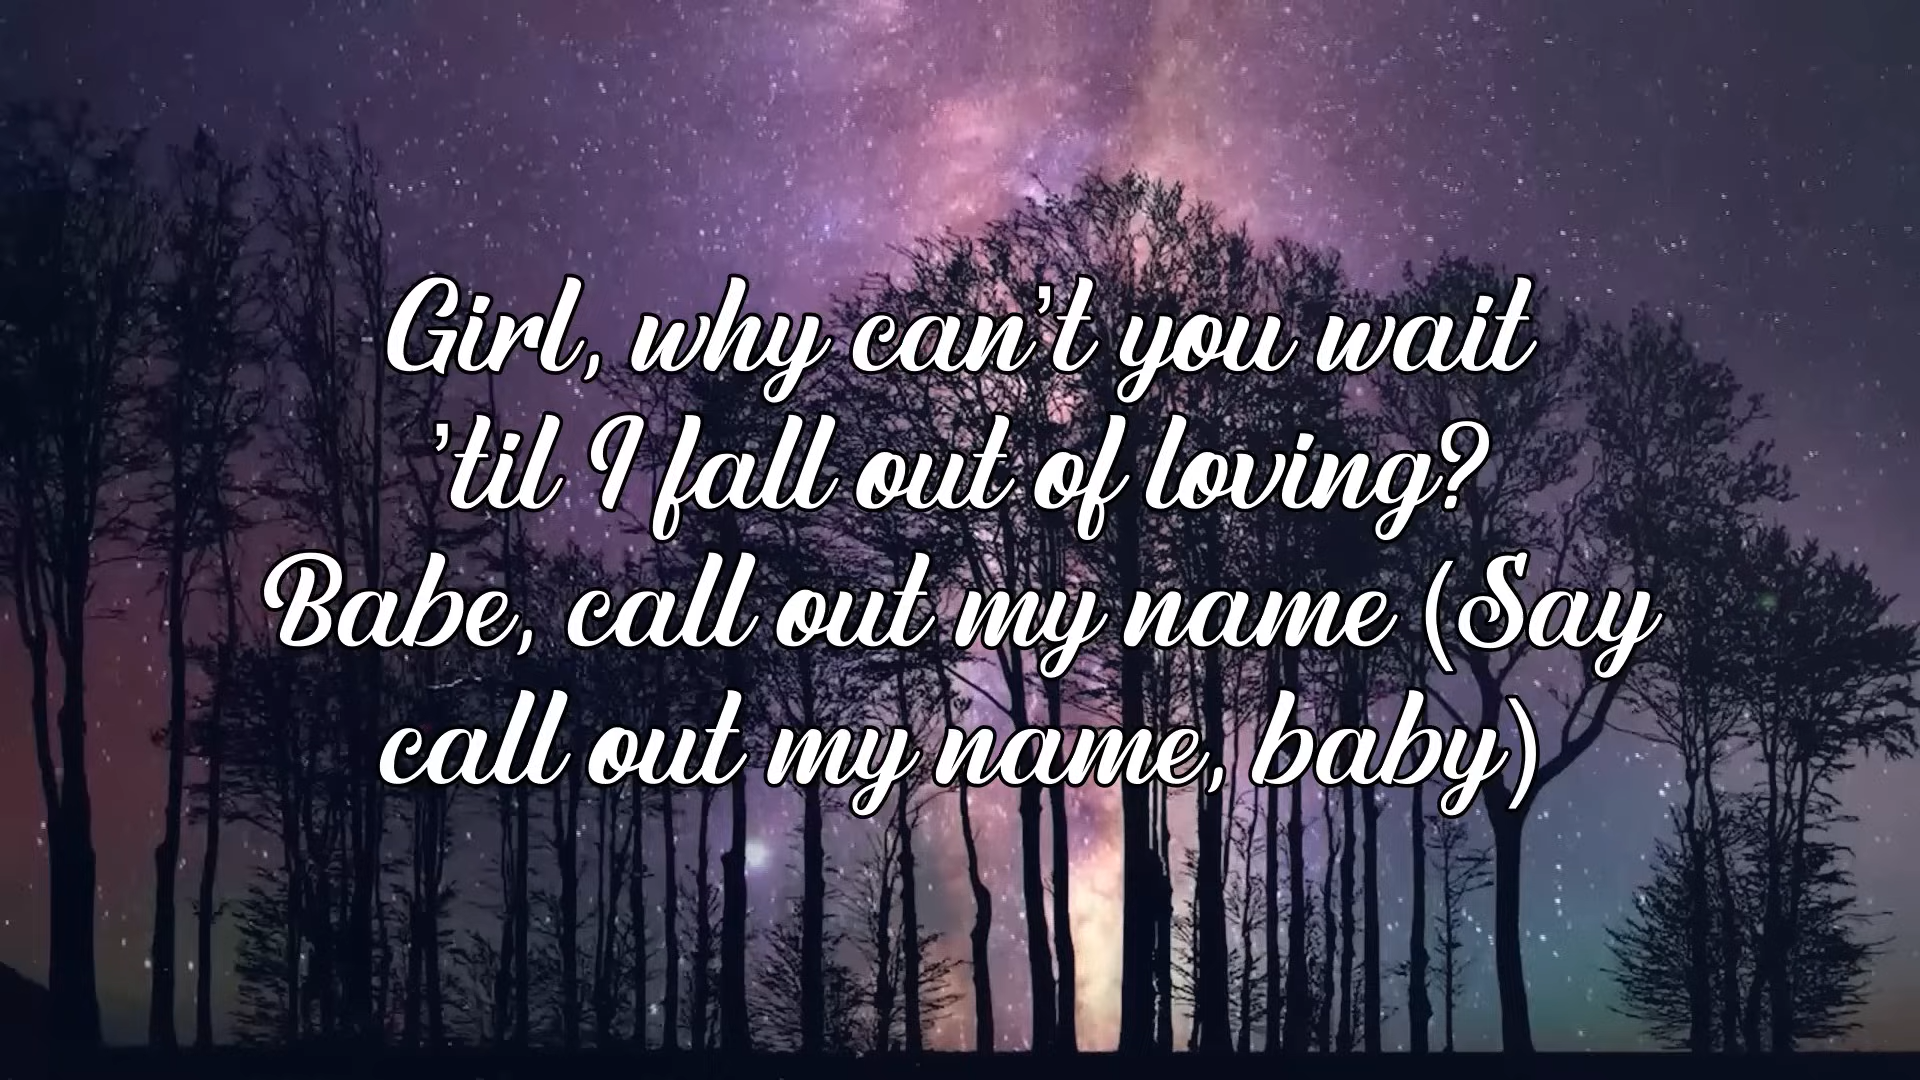 Girl, why can't you wait
'til I fall out of loving?
Babe, call out my name (Say
call out my name, baby)